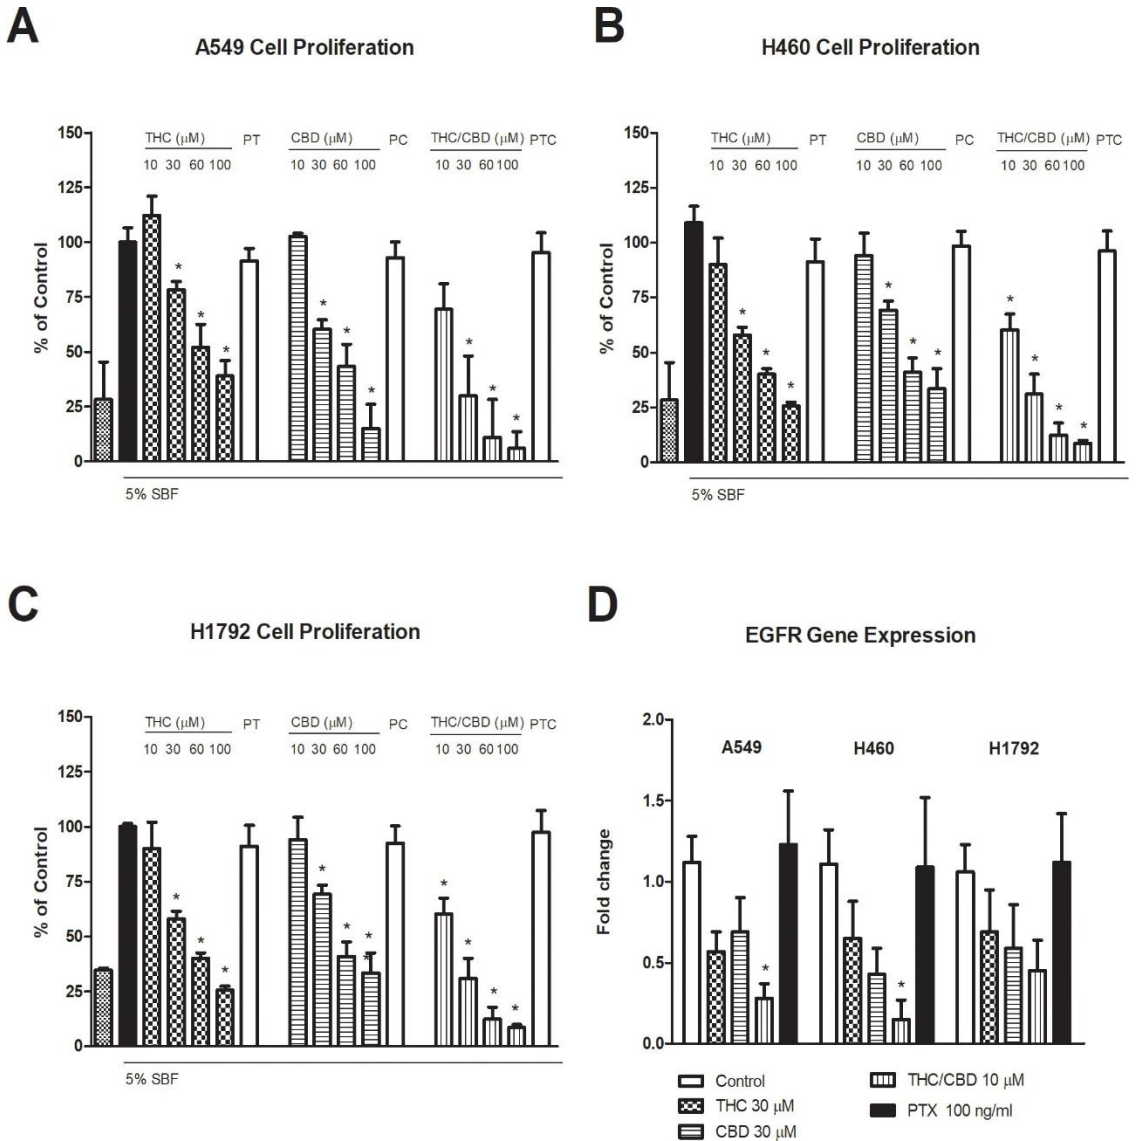 A
A549 Cell Proliferation
THC (μM) PT CBD (μM) PC THC/CBD (μM) PTC
10 30 60 100 10 30 60 100 10 30 60 100
150
125
100
75
50
25
0
% of Control
* * * * * * * * *
5% SBF
B
H460 Cell Proliferation
THC (μM) PT CBD (μM) PC THC/CBD (μM) PTC
10 30 60 100 10 30 60 100 10 30 60 100
150
125
100
75
50
25
0
% of Control
* * * * * * * * * *
5% SBF
C
H1792 Cell Proliferation
THC (μM) PT CBD (μM) PC THC/CBD (μM) PTC
10 30 60 100 10 30 60 100 10 30 60 100
150
125
100
75
50
25
0
% of Control
* * * * * * * * * *
5% SBF
D
EGFR Gene Expression
A549 H460 H1792
2.0
1.5
1.0
0.5
0.0
Fold change
* *
Control
THC 30 μM
CBD 30 μM
THC/CBD 10 μM
PTX 100 ng/ml